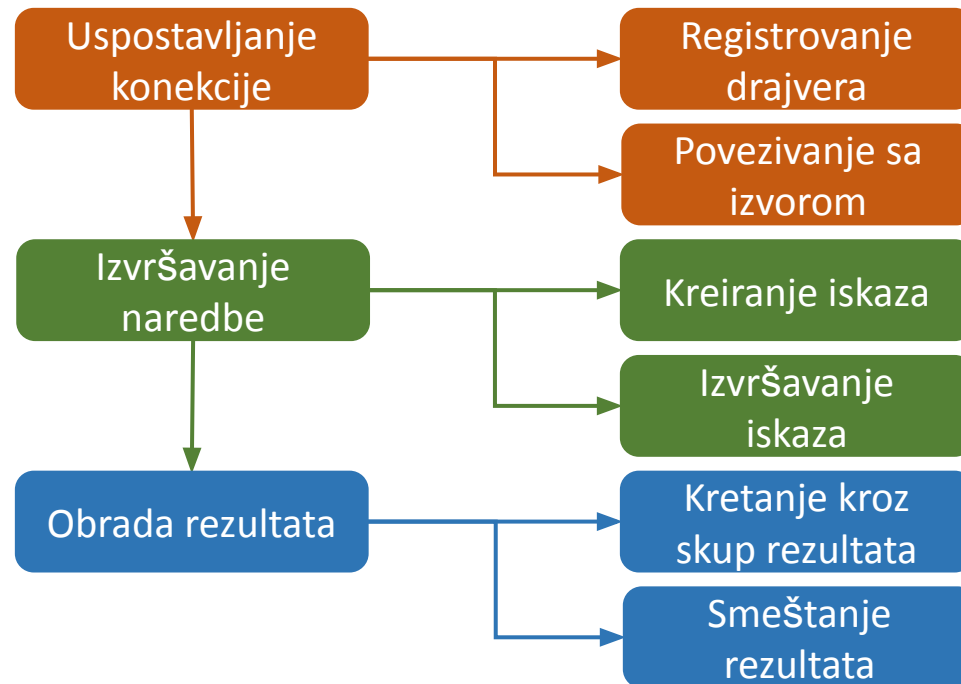 Uspostavljanje
konekcije
Registrovanje
drajvera
Povezivanje sa
izvorom
Izvršavanje
naredbe
Kreiranje iskaza
Izvršavanje
iskaza
Obrada rezultata
Kretanje kroz
skup rezultata
Smeštanje
rezultata